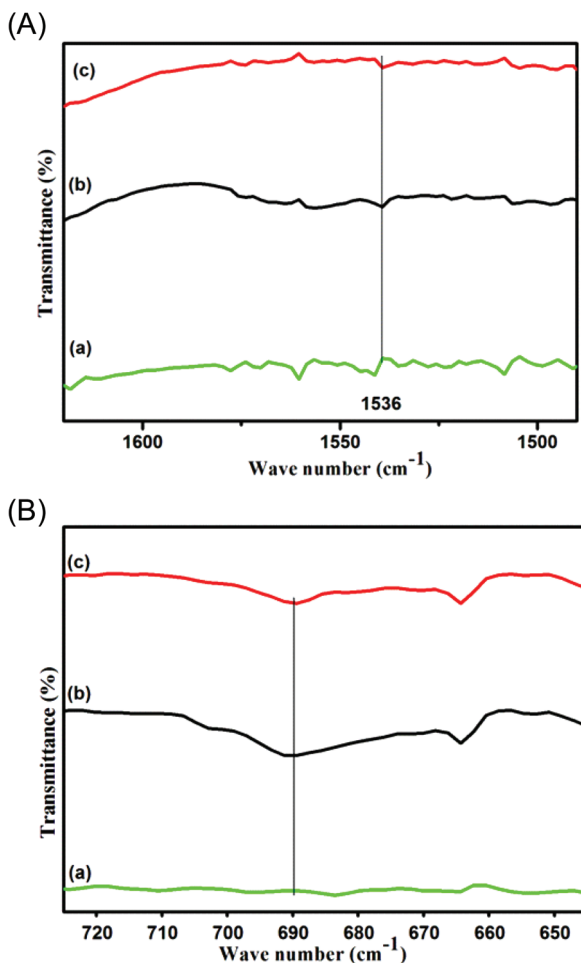 (A)
(c)
(b)
(a)
1536
Transmittance (%)
1600 1550 1500
Wave number (cm-1)
(B)
(c)
(b)
(a)
Transmittance (%)
720 710 700 690 680 670 660 650
Wave number (cm-1)